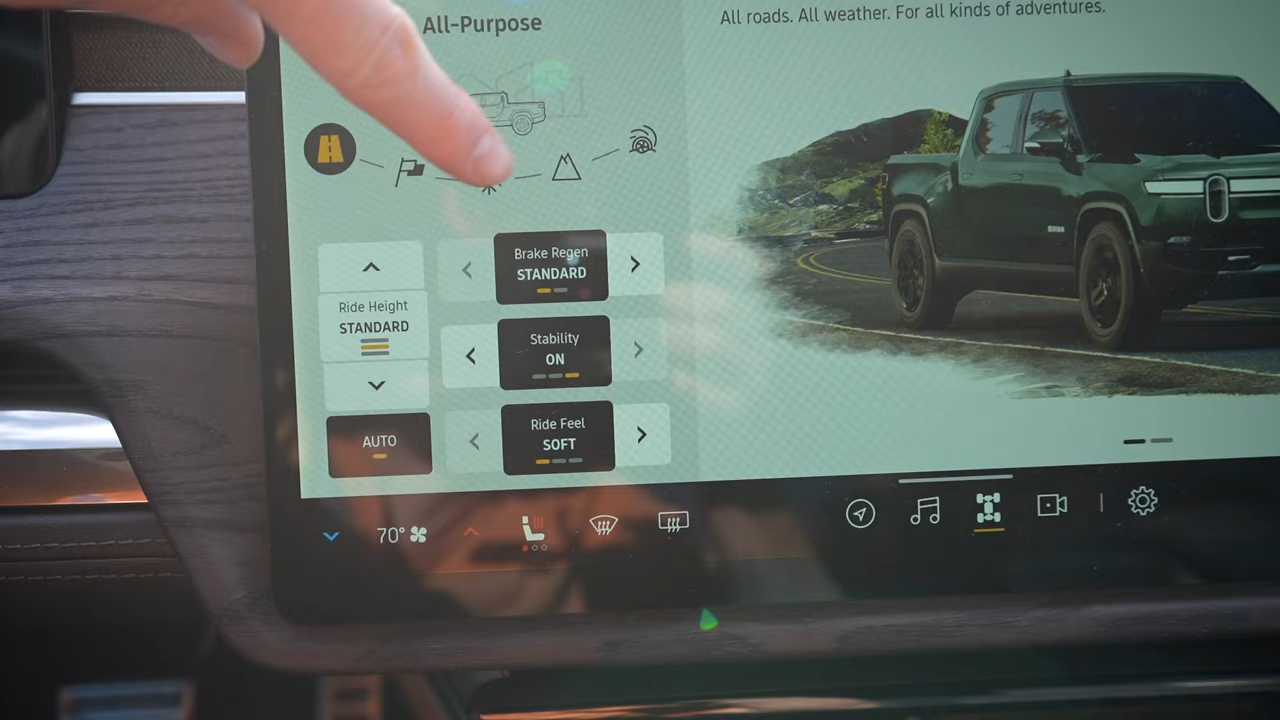 All-Purpose
All roads. All weather. For all kinds of adventures.
Brake Regen
STANDARD
Ride Height
STANDARD
Stability
ON
Ride Feel
SOFT
AUTO
70°